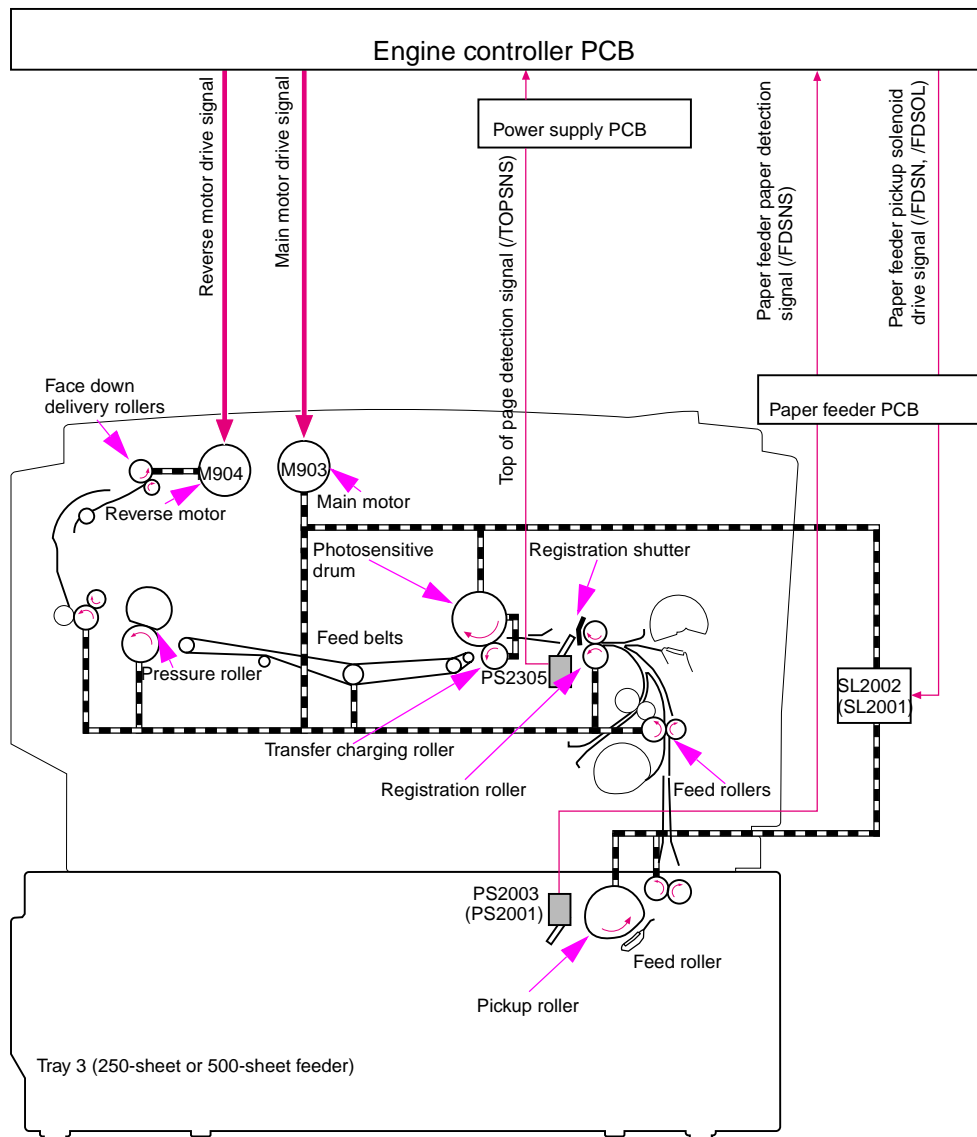 Engine controller PCB
Reverse motor drive signal
Main motor drive signal
Top of page detection signal (/TOPSNS)
Power supply PCB
Paper feeder paper detection
signal (/FDSNS)
Paper feeder pickup solenoid
drive signal (/FDSN, /FDSOL)
Paper feeder PCB
Face down
delivery rollers
M904
M903
Reverse motor
Main motor
Photosensitive
drum
Registration shutter
Feed belts
Pressure roller
PS2305
SL2002
(SL2001)
Transfer charging roller
Registration roller
Feed rollers
PS2003
(PS2001)
Feed roller
Pickup roller
Tray 3 (250-sheet or 500-sheet feeder)